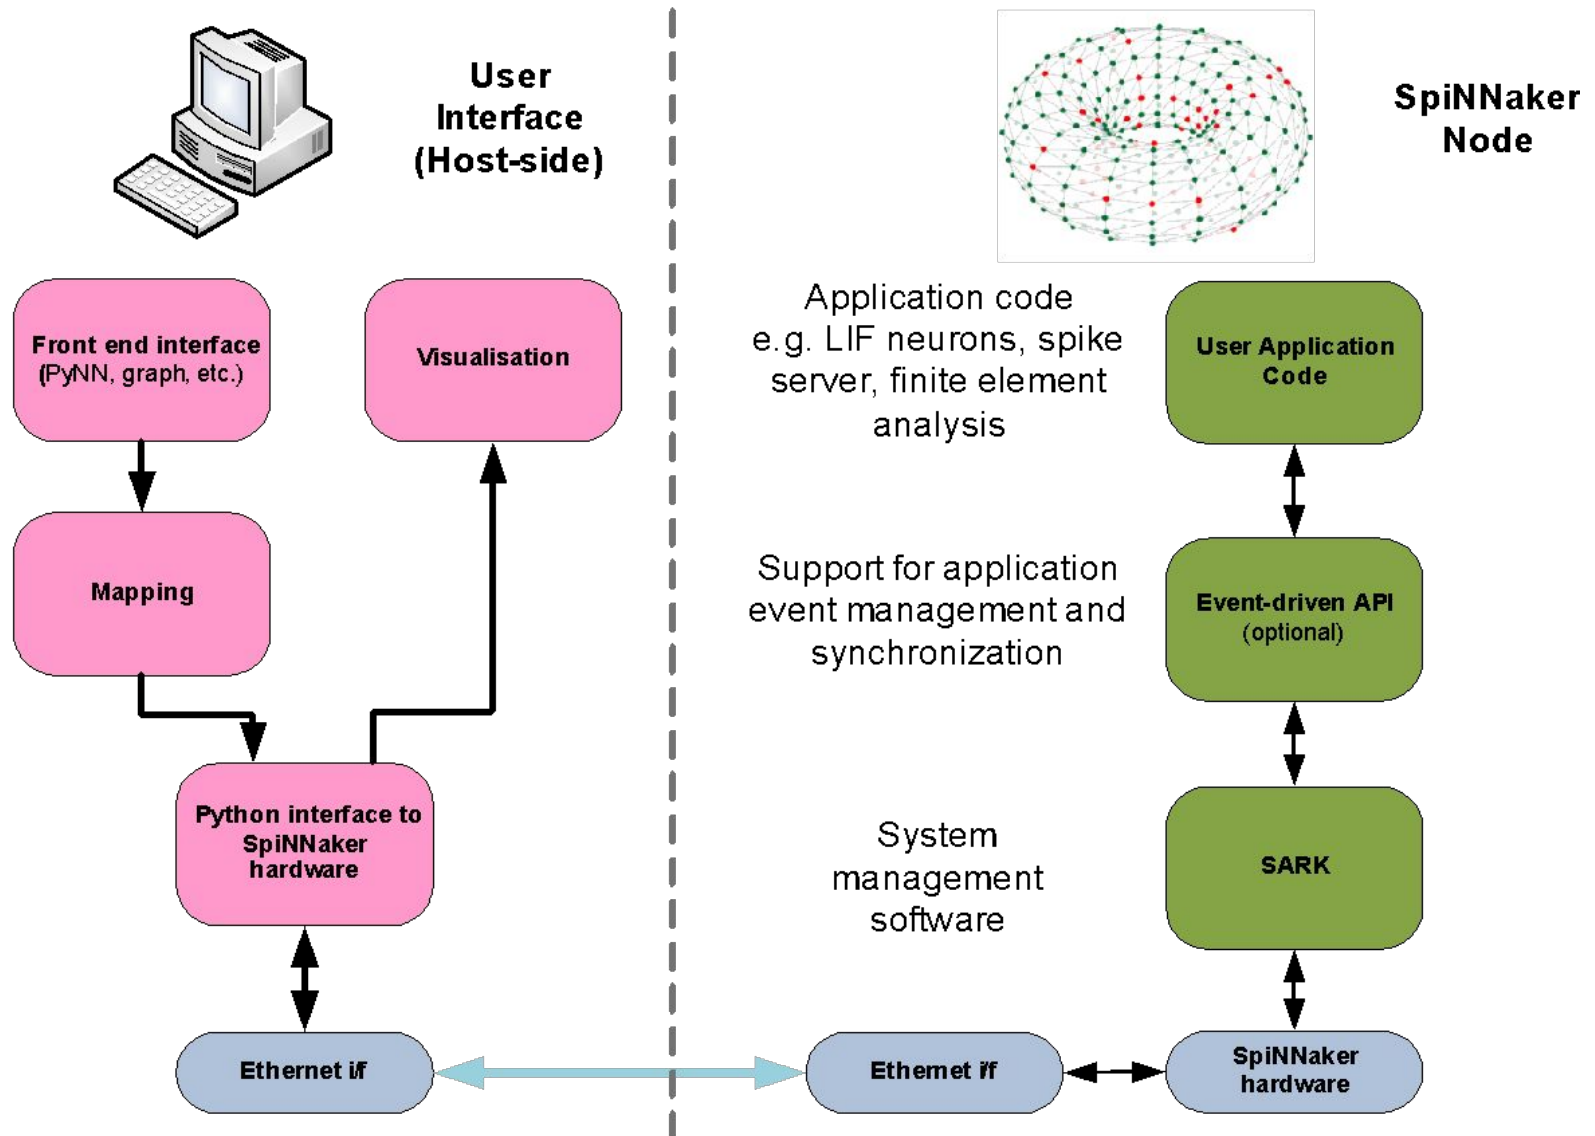 User
Interface
(Host-side)
SpiNNaker
Node
Front end interface
(PyNN, graph, etc.)
Visualisation
Application code
e.g. LIF neurons, spike
server, finite element
analysis
User Application
Code
Mapping
Support for application
event management and
synchronization
Event-driven API
(optional)
Python interface to
SpiNNaker
hardware
System
management
software
SARK
Ethernet i/f
Ethernet i/f
SpiNNaker
hardware